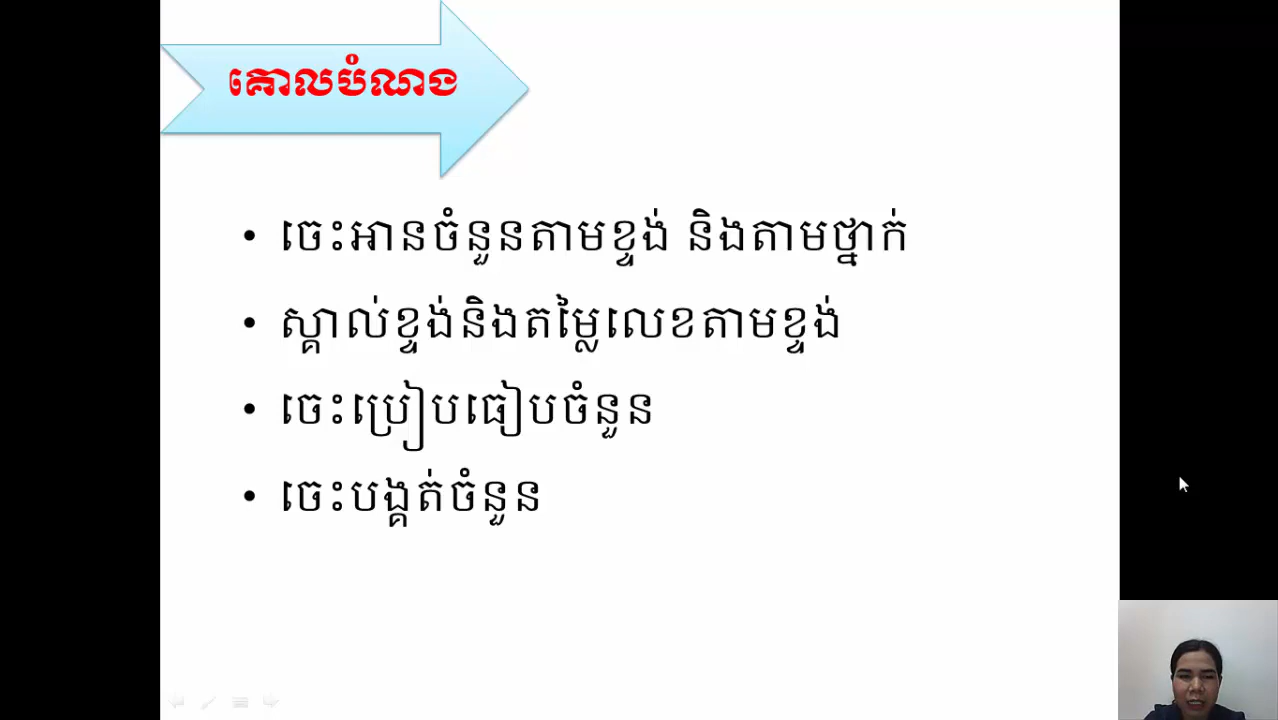 គោលបំណង
• ចេះអានចំនួនតាមខ្ទង់ និងតាមថ្នាក់
• ស្គាល់ខ្ទង់និងតម្លៃលេខតាមខ្ទង់
• ចេះប្រៀបធៀបចំនួន
• ចេះបង្គត់ចំនួន